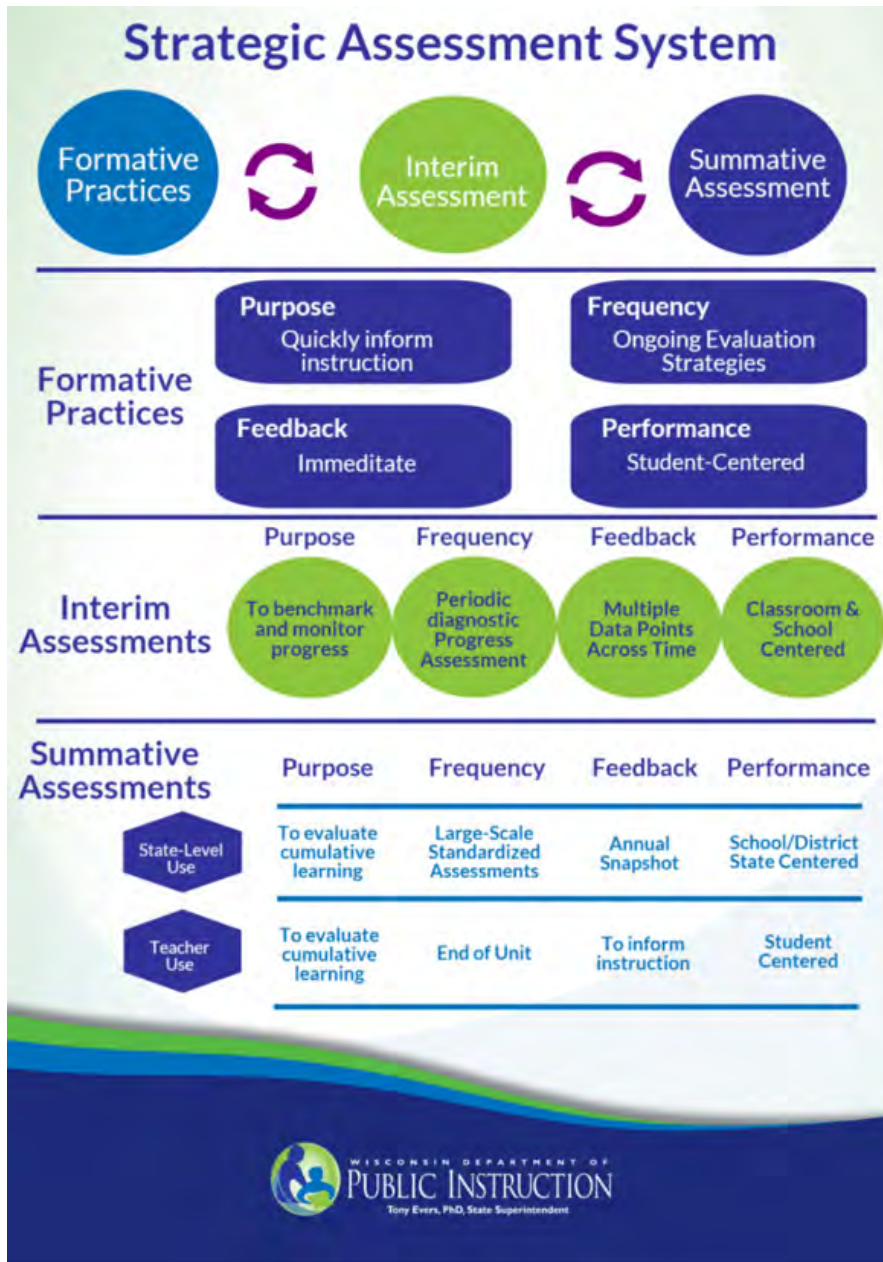 Strategic Assessment System
Formative
Practices
Interim
Assessment
Summative
Assessment
Formative
Practices
Purpose
Quickly inform
instruction
Frequency
Ongoing Evaluation
Strategies
Feedback
Immeditate
Performance
Student-Centered
Interim
Assessments
Purpose
Frequency
Feedback
Performance
To benchmark
and monitor
progress
Periodic
diagnostic
Progress
Assessment
Multiple
Data Points
Across Time
Classroom &
School
Centered
Summative
Assessments
Purpose
Frequency
Feedback
Performance
State-Level
Use
To evaluate
cumulative
learning
Large-Scale
Standardized
Assessments
Annual
Snapshot
School/District
State Centered
Teacher
Use
To evaluate
cumulative
learning
End of Unit
To inform
instruction
Student
Centered
WISCONSIN DEPARTMENT OF
PUBLIC INSTRUCTION
Tony Evers, PhD, State Superintendent